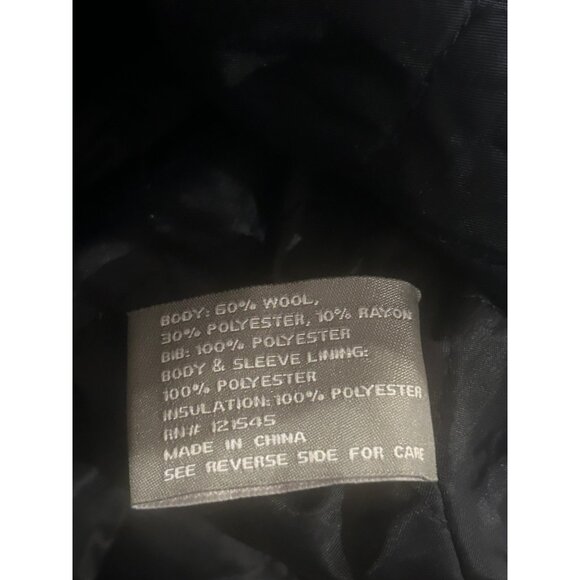 BODY: 60% WOOL,
30% POLYESTER, 10% RAYON
BIB: 100% POLYESTER
BODY & SLEEVE LINING:
100% POLYESTER
INSULATION: 100% POLYESTER
RN# 121545
MADE IN CHINA
SEE REVERSE SIDE FOR CARE